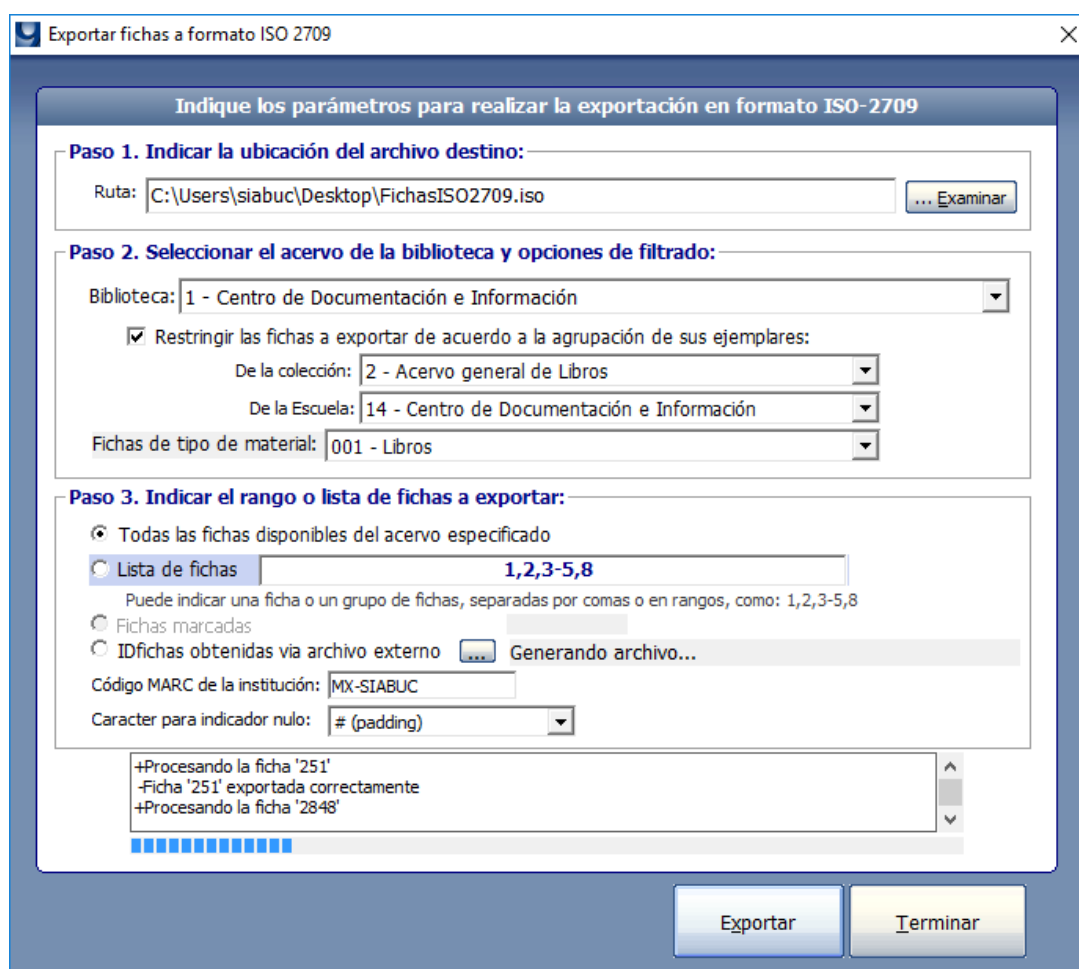 Exportar fichas a formato ISO 2709
Indique los parámetros para realizar la exportación en formato ISO-2709
Paso 1. Indicar la ubicación del archivo destino:
Ruta: C:\Users\siabuc\Desktop\FichasISO2709.iso ... Examinar
Paso 2. Seleccionar el acervo de la biblioteca y opciones de filtrado:
Biblioteca: 1 - Centro de Documentación e Información
Restringir las fichas a exportar de acuerdo a la agrupación de sus ejemplares:
De la colección: 2 - Acervo general de Libros
De la Escuela: 14 - Centro de Documentación e Información
Fichas de tipo de material: 001 - Libros
Paso 3. Indicar el rango o lista de fichas a exportar:
Todas las fichas disponibles del acervo especificado
Lista de fichas 1,2,3-5,8
Puede indicar una ficha o un grupo de fichas, separadas por comas o en rangos, como: 1,2,3-5,8
Fichas marcadas
IDfichas obtenidas via archivo externo ... Generando archivo...
Código MARC de la institución: MX-SIABUC
Caracter para indicador nulo: # (padding)
+Procesando la ficha '251'
-Ficha '251' exportada correctamente
+Procesando la ficha '2848'
Exportar Terminar